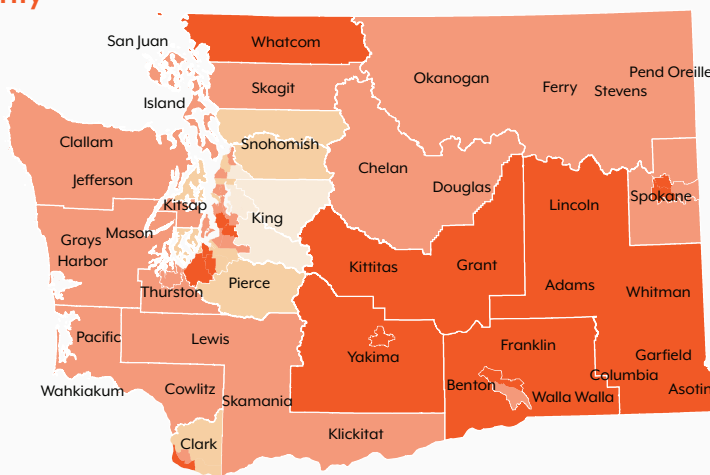 San Juan
Whatcom
Skagit
Okanogan
Ferry
Stevens
Pend Oreille
Island
Clallam
Snohomish
Jefferson
Chelan
Douglas
Kitsap
King
Spokane
Lincoln
Mason
Grays
Harbor
Kittitas
Grant
Adams
Whitman
Thurston
Pierce
Pacific
Lewis
Yakima
Franklin
Garfield
Columbia
Asotin
Benton
Walla Walla
Wahkiakum
Cowlitz
Skamania
Klickitat
Clark